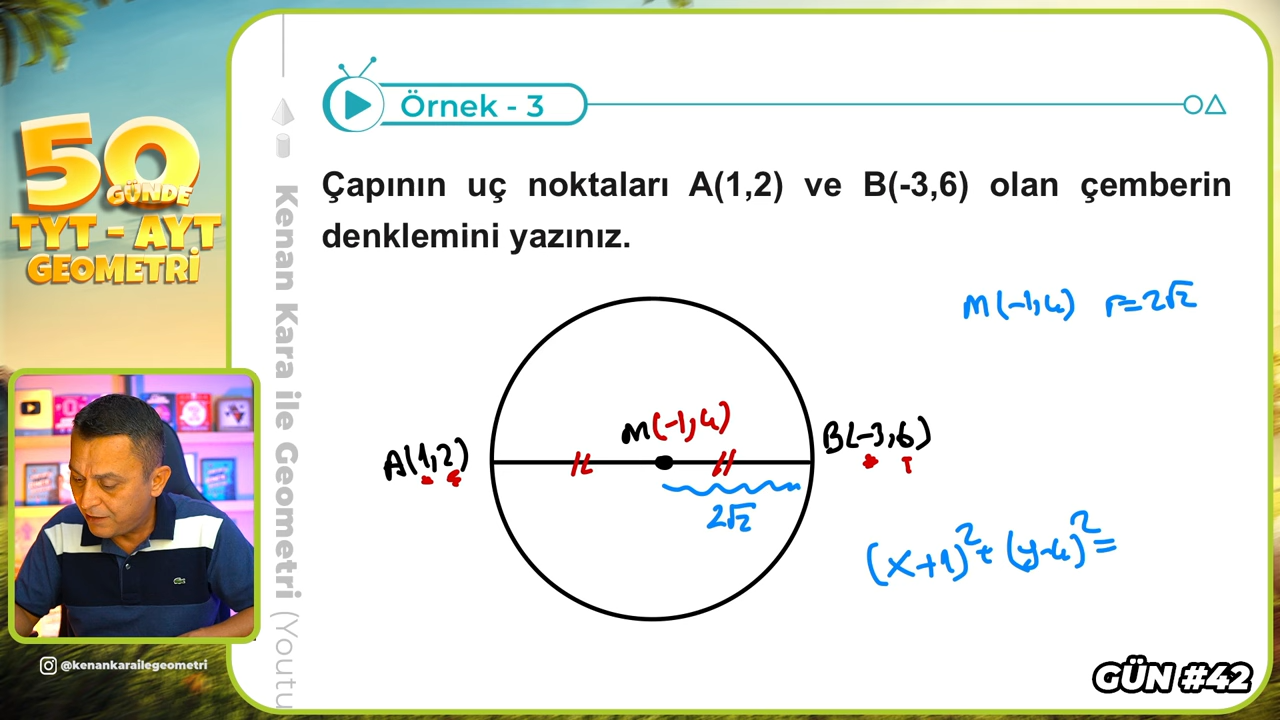 50
GÜNDE
TYT - AYT
GEOMETRİ
Örnek - 3
Kenan Kara ile Geometri (Youtu
Çapının uç noktaları A(1,2) ve B(-3,6) olan çemberin
denklemini yazınız.
M(-1,4) r=2√2
M(-1,4)
A(1,2)
B(-3,6)
2√2
(x+1)²+(y-4)²=
@kenankarailegeometri
GÜN #42